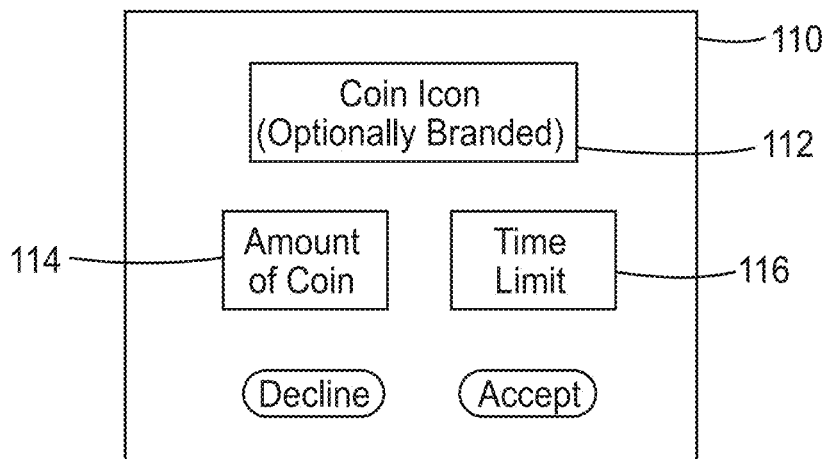 110
Coin Icon
(Optionally Branded)
112
Amount
of Coin
114
Time
Limit
116
Decline
Accept